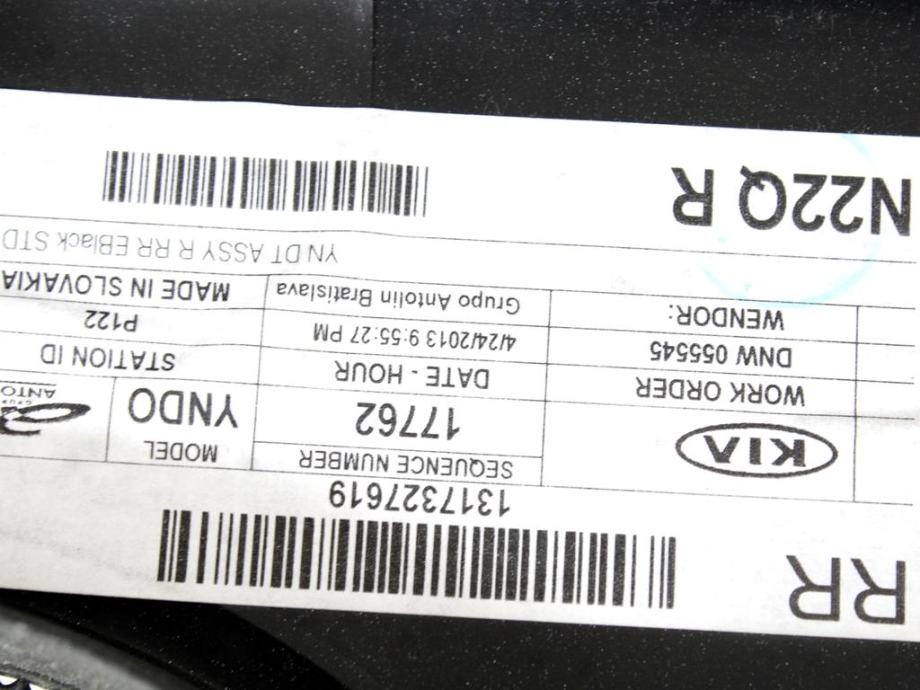 RR
1317327619
KIA
SEQUENCE NUMBER
17762
MODEL
YNDO
WORK ORDER
DNW 055545
DATE - HOUR
4/24/2013 9:55:27 PM
STATION ID
P122
WENDOR:
Grupo Antolin Bratislava
MADE IN SLOVAKIA
YN DT ASSY R RR EBlack STD
N22Q R